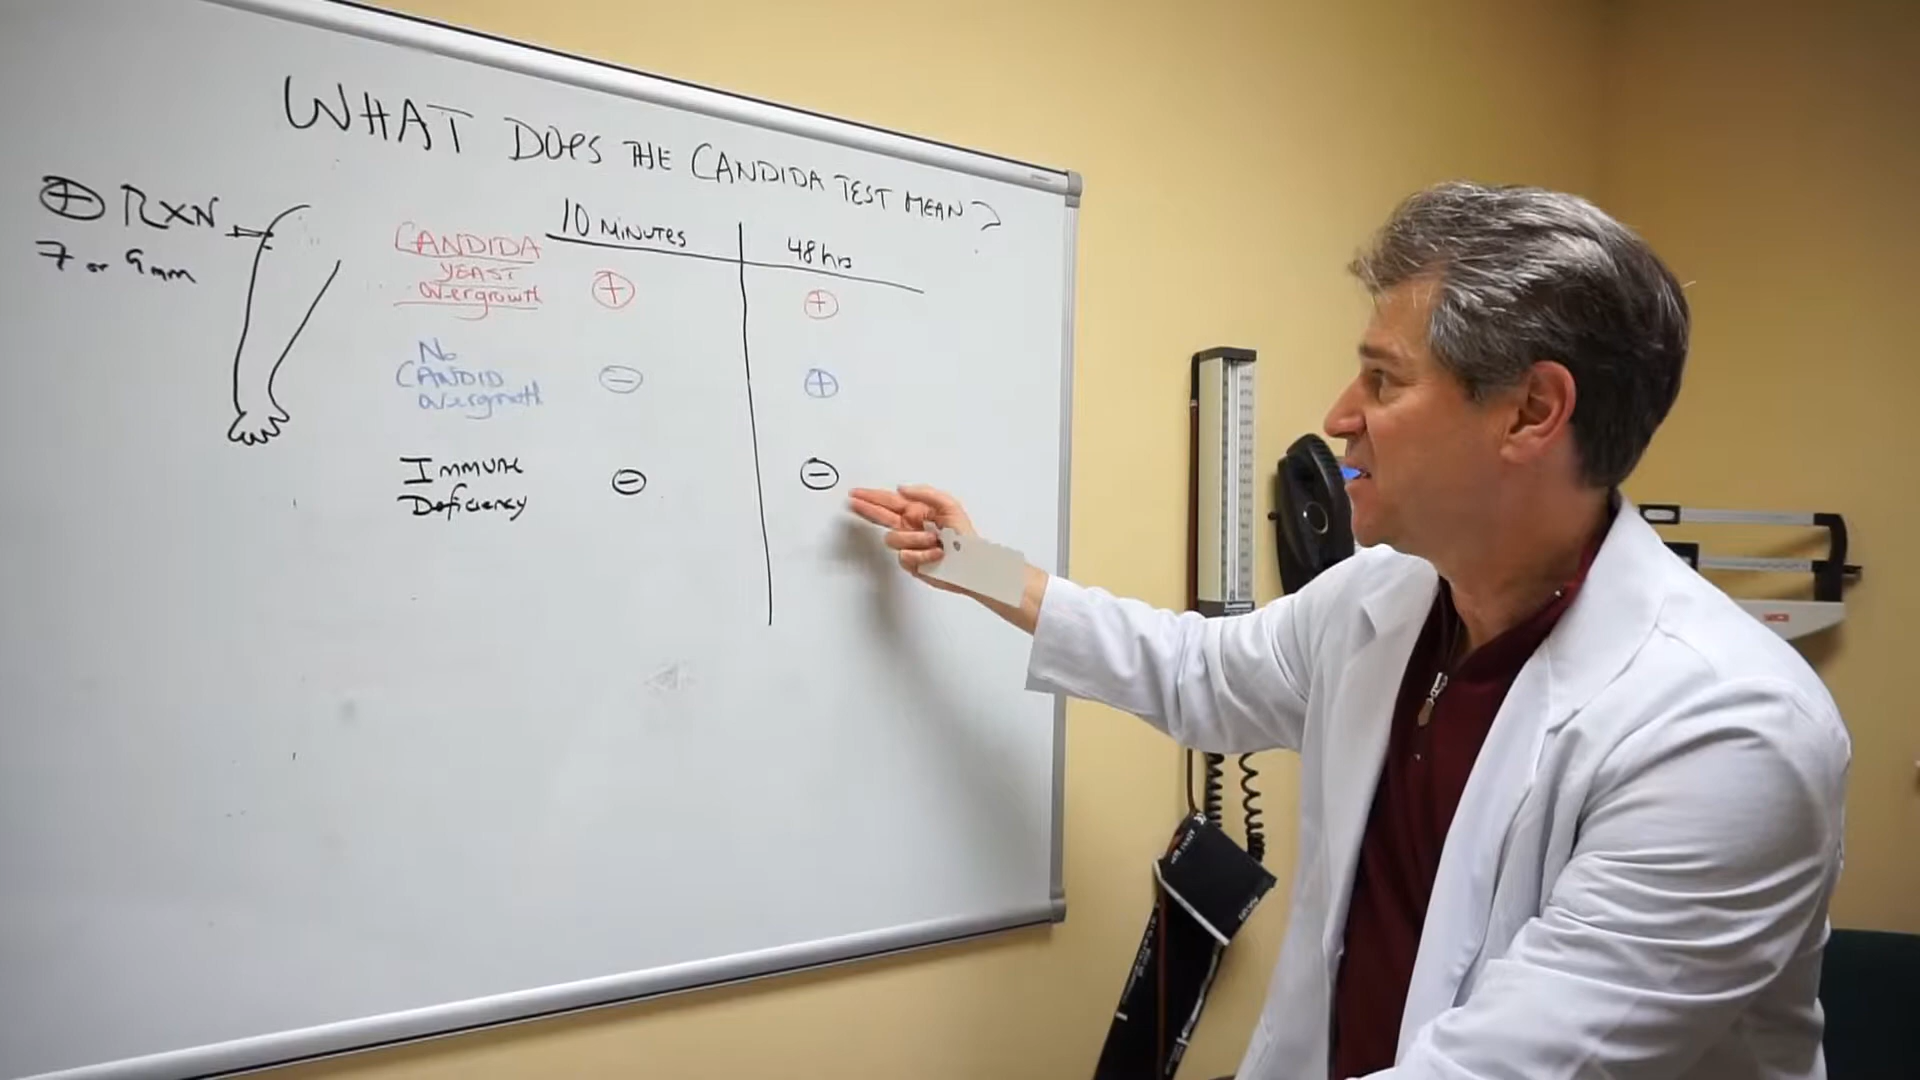 WHAT DOES THE CANDIDA TEST MEAN?
⊕ RXN
7 or 9mm
10 MINUTES
48 hrs
CANDIDA
YEAST
Overgrowth
⊕ ⊕
No
CANDID
Overgrowth
⊖ ⊕
Immune
Deficiency
⊖ ⊖